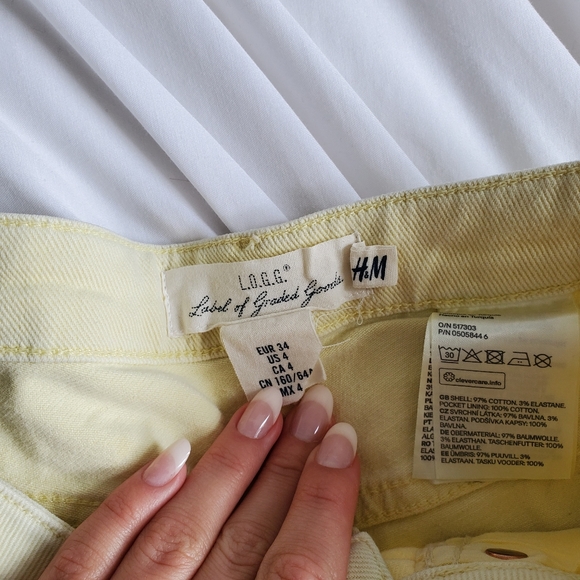 L.O.G.G.®
Label of Graded Goods
H&M
EUR 34
US 4
CA 4
CN 160/64A
MX 4
O/N 517303
P/N 0505844 6
30
clevercare.info
GB SHELL: 97% COTTON. 3% ELASTANE.
POCKET LINING: 100% COTTON.
CZ SVRCHNÍ LÁTKA: 97% BAVLNA. 3%
ELASTAN. PODŠÍVKA KAPSY: 100%
BAVLNA.
DE OBERMATERIAL: 97% BAUMWOLLE.
3% ELASTHAN. TASCHENFUTTER: 100%
BAUMWOLLE.
EE ÜMBRIS: 97% PUUVILL. 3%
ELASTAAN. TASKU VOODER: 100%